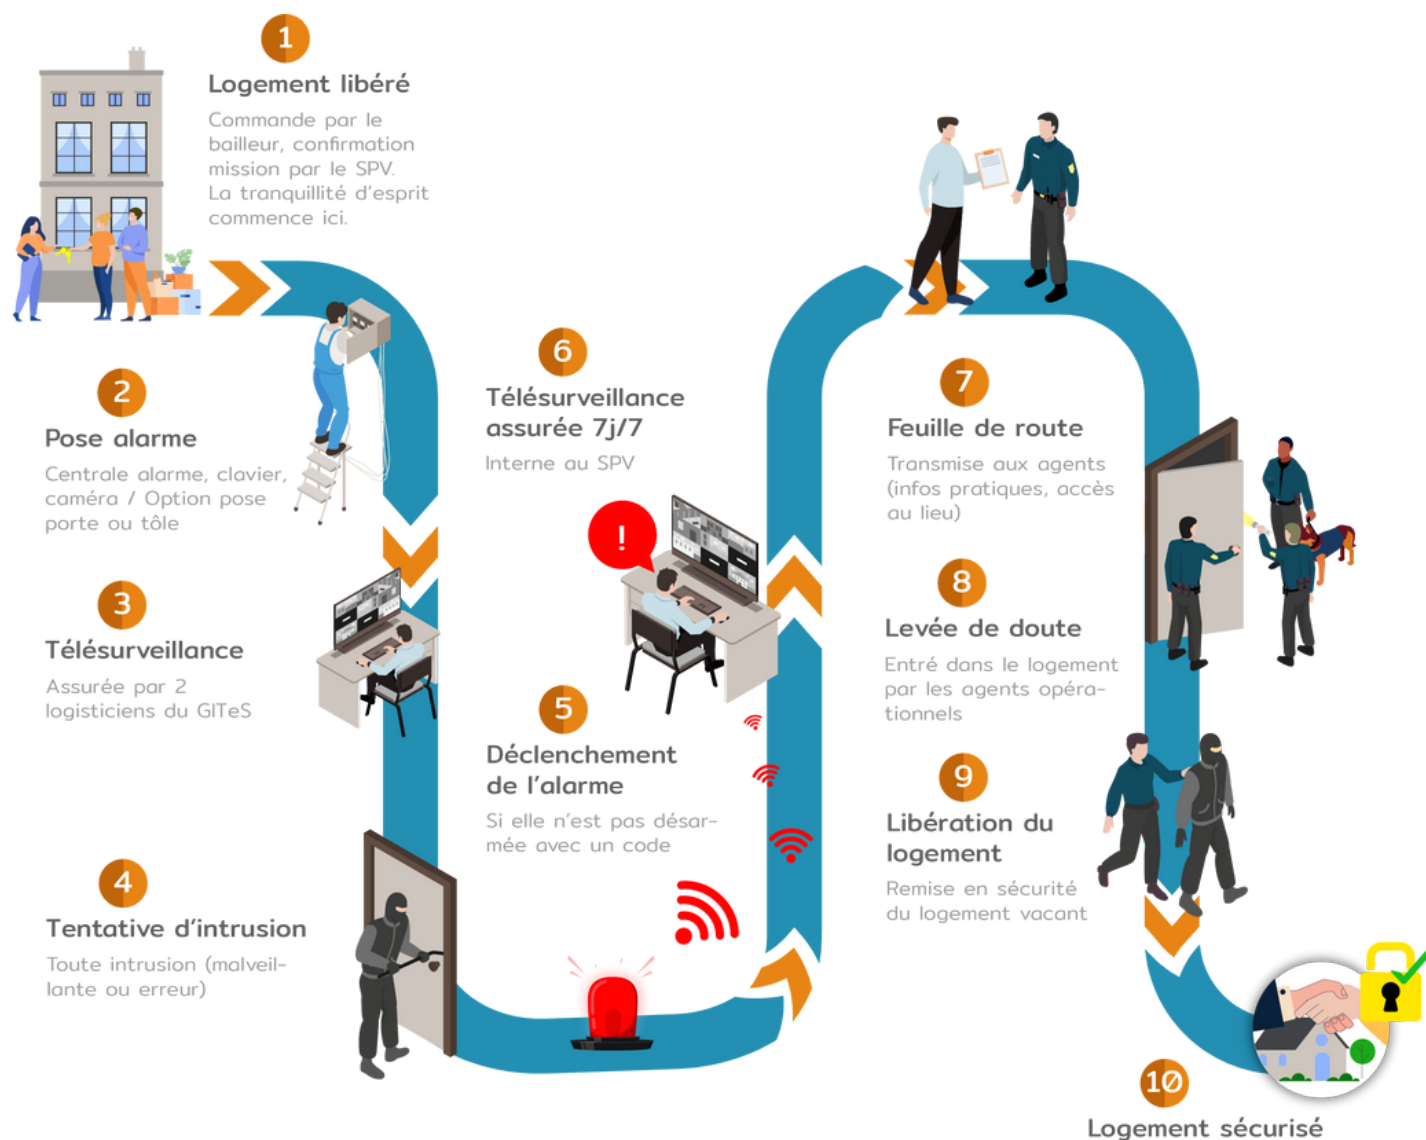 1
Logement libéré
Commande par le
bailleur, confirmation
mission par le SPV.
La tranquillité d'esprit
commence ici.
2
Pose alarme
Centrale alarme, clavier,
caméra / Option pose
porte ou tôle
3
Télésurveillance
Assurée par 2
logisticiens du GITeS
4
Tentative d'intrusion
Toute intrusion (malveil-
lante ou erreur)
5
Déclenchement
de l'alarme
Si elle n'est pas désar-
mée avec un code
6
Télésurveillance
assurée 7j/7
Interne au SPV
!
7
Feuille de route
Transmise aux agents
(infos pratiques, accès
au lieu)
8
Levée de doute
Entré dans le logement
par les agents opéra-
tionnels
9
Libération du
logement
Remise en sécurité
du logement vacant
10
Logement sécurisé